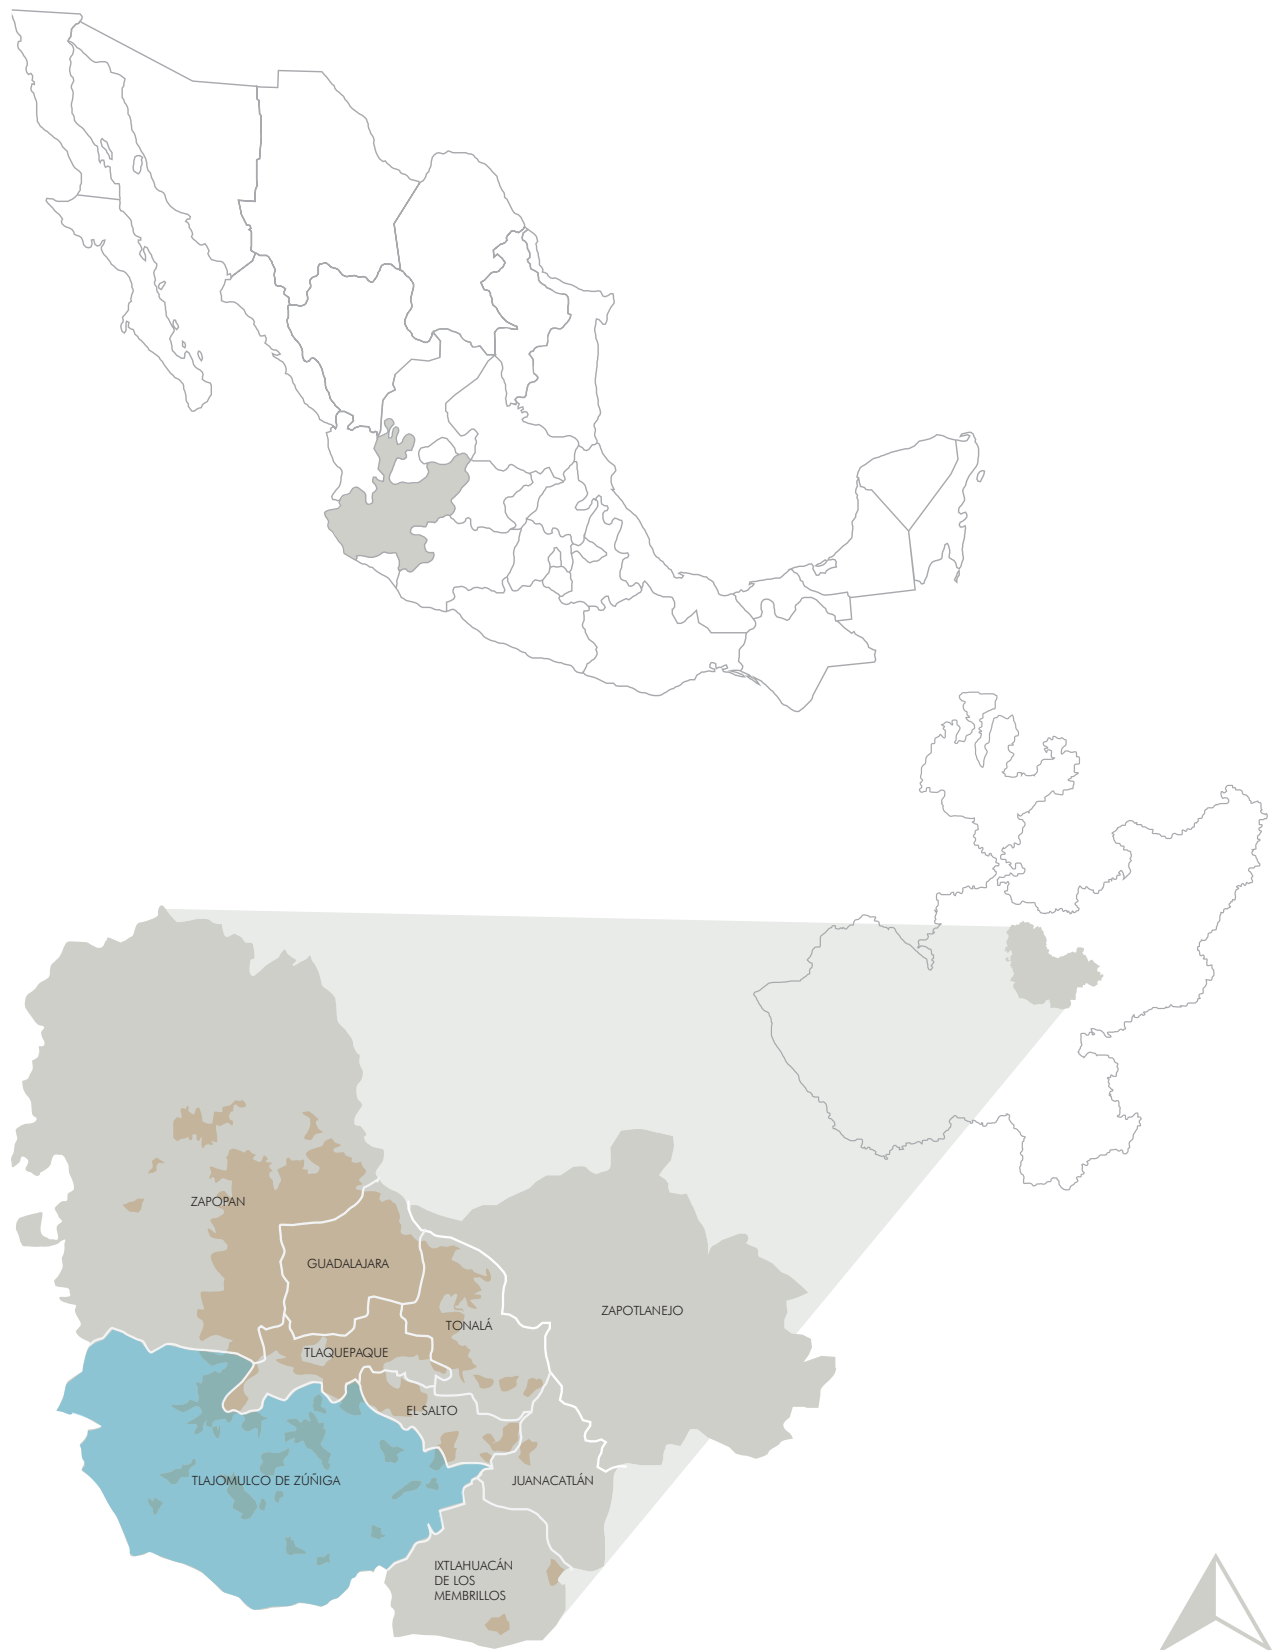 ZAPOPAN
GUADALAJARA
ZAPOTLANEJO
TONALÁ
TLAQUEPAQUE
EL SALTO
TLAJOMULCO DE ZÚÑIGA
JUANACATLÁN
IXTLAHUACÁN
DE LOS
MEMBRILLOS